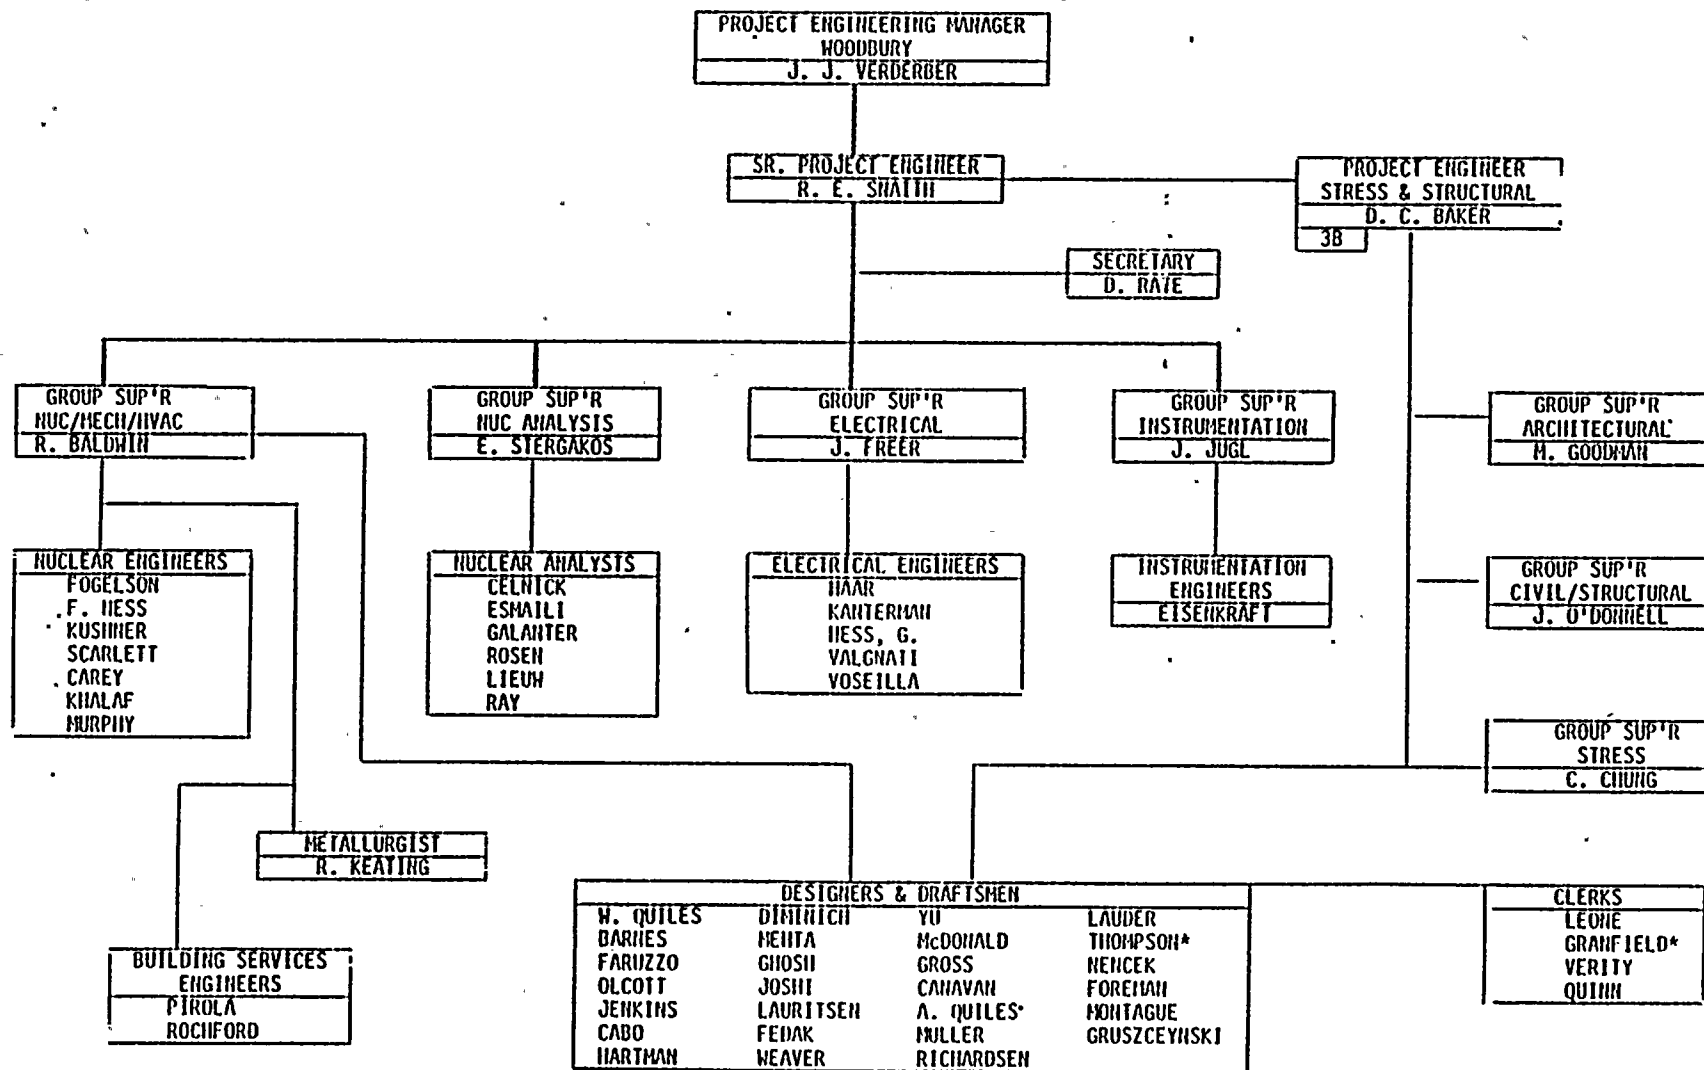 PROJECT ENGINEERING MANAGER
WOODBURY
J. J. VERDERBER
SR. PROJECT ENGINEER
R. E. SNAITH
PROJECT ENGINEER
STRESS & STRUCTURAL
D. C. BAKER
3B
SECRETARY
D. RATE
GROUP SUP'R
NUC/MECH/HVAC
R. BALDWIN
GROUP SUP'R
NUC ANALYSIS
E. STERGAKOS
GROUP SUP'R
ELECTRICAL
J. FREER
GROUP SUP'R
INSTRUMENTATION
J. JUGL
GROUP SUP'R
ARCHITECTURAL
M. GOODMAN
NUCLEAR ENGINEERS
FOGELSON
F. HESS
KUSHNER
SCARLETT
CAREY
KHALAF
MURPHY
NUCLEAR ANALYSTS
CELNICK
ESMAILI
GALANTER
ROSEN
LIEUW
RAY
ELECTRICAL ENGINEERS
HAAR
KANTERMAN
HESS, G.
VALGNATI
VOSEILLA
INSTRUMENTATION
ENGINEERS
EISENKRAFT
GROUP SUP'R
CIVIL/STRUCTURAL
J. O'DONNELL
GROUP SUP'R
STRESS
C. CHUNG
METALLURGIST
R. KEATING
BUILDING SERVICES
ENGINEERS
PIROLA
ROCHFORD
DESIGNERS & DRAFTSMEN
W. QUILES DIMINICH YU LAUDER
BARNES MEHTA McDONALD THOMPSON*
FARUZZO GHOSH GROSS NENCEK
OLCOTT JOSHI CANAVAN FOREMAN
JENKINS LAURITSEN A. QUILES* MONTAGUE
CABO FEDAK MULLER GRUSZCEYNSKI
HARTMAN WEAVER RICHARDSEN
CLERKS
LEONE
GRANFIELD*
VERITY
QUINN